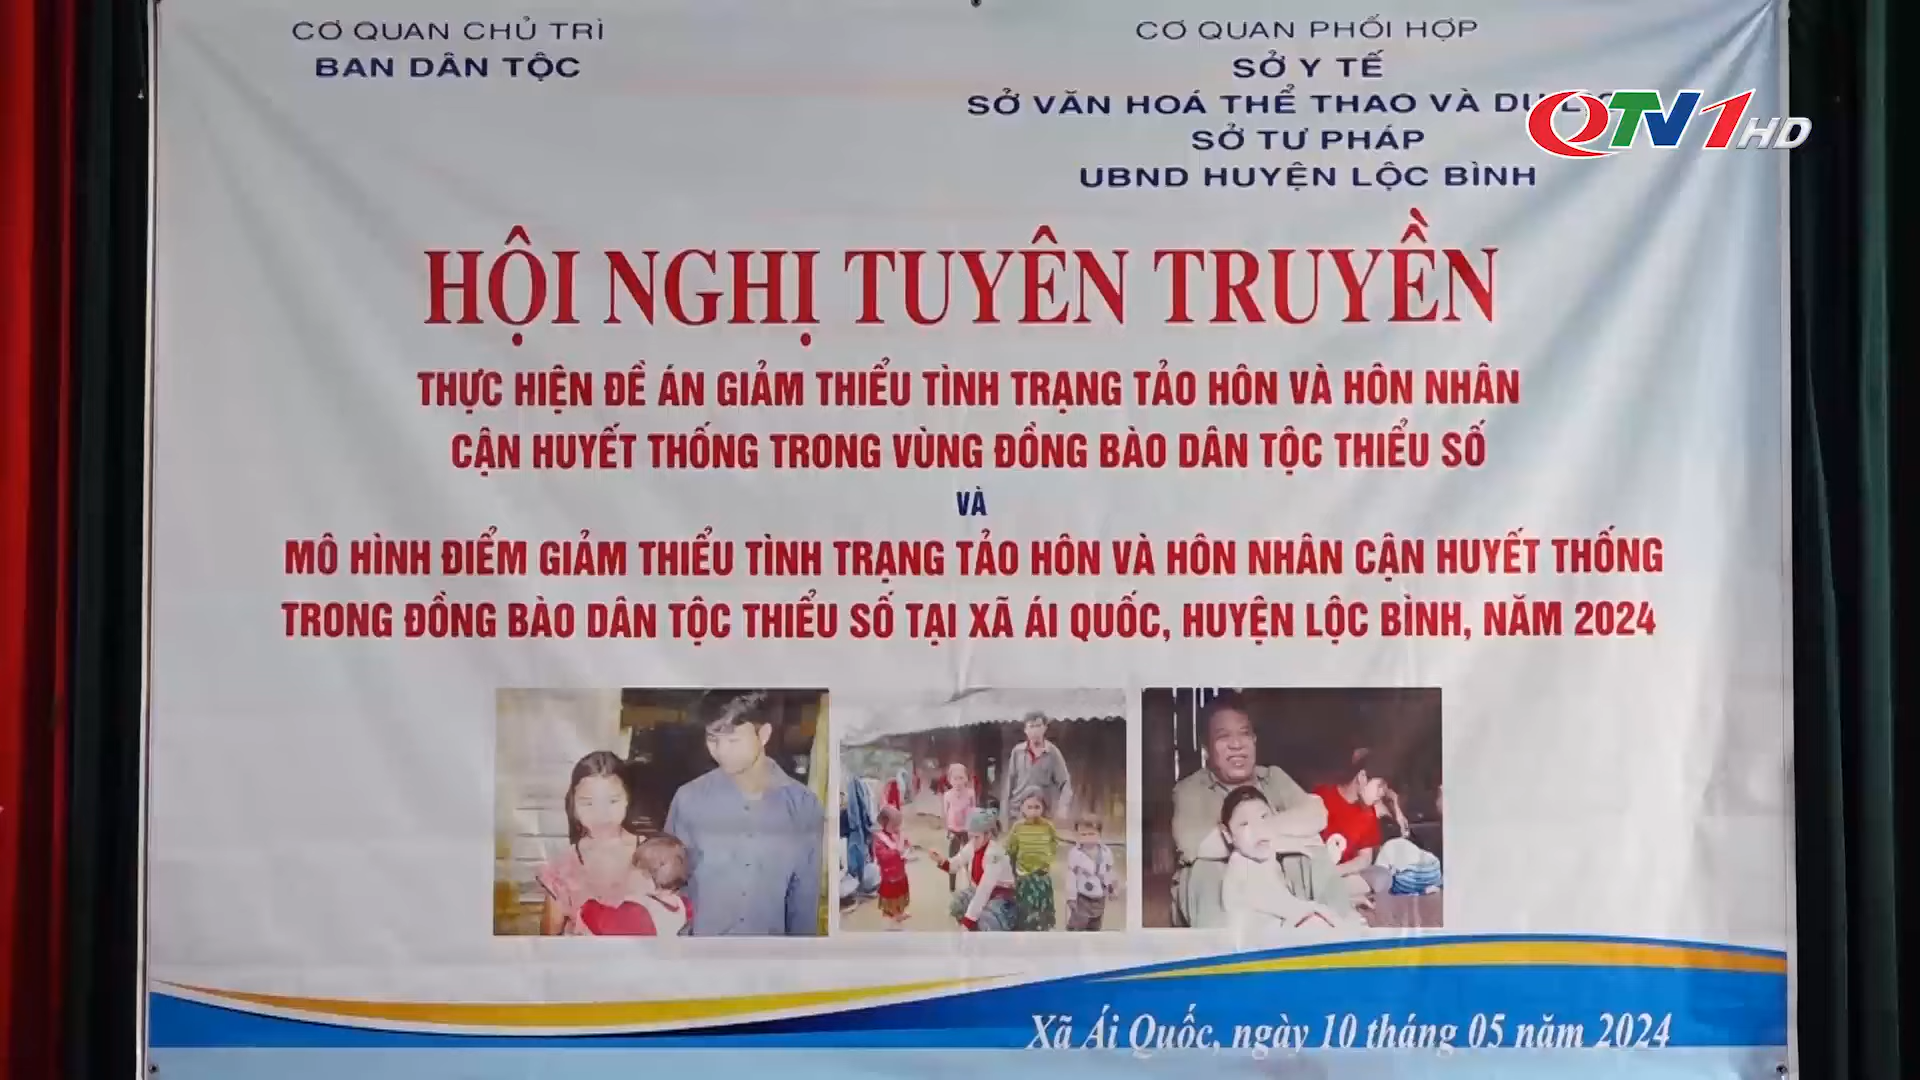 CƠ QUAN CHỦ TRÌ
BAN DÂN TỘC
CƠ QUAN PHỐI HỢP
SỞ Y TẾ
SỞ VĂN HOÁ THỂ THAO VÀ DU
SỞ TƯ PHÁP
UBND HUYỆN LỘC BÌNH
QTV1HD
HỘI NGHỊ TUYÊN TRUYỀN
THỰC HIỆN ĐỀ ÁN GIẢM THIỂU TÌNH TRẠNG TẢO HÔN VÀ HÔN NHÂN
CẬN HUYẾT THỐNG TRONG VÙNG ĐỒNG BÀO DÂN TỘC THIỂU SỐ
VÀ
MÔ HÌNH ĐIỂM GIẢM THIỂU TÌNH TRẠNG TẢO HÔN VÀ HÔN NHÂN CẬN HUYẾT THỐNG
TRONG ĐỒNG BÀO DÂN TỘC THIỂU SỐ TẠI XÃ ÁI QUỐC, HUYỆN LỘC BÌNH, NĂM 2024
Xã Ái Quốc, ngày 10 tháng 05 năm 2024